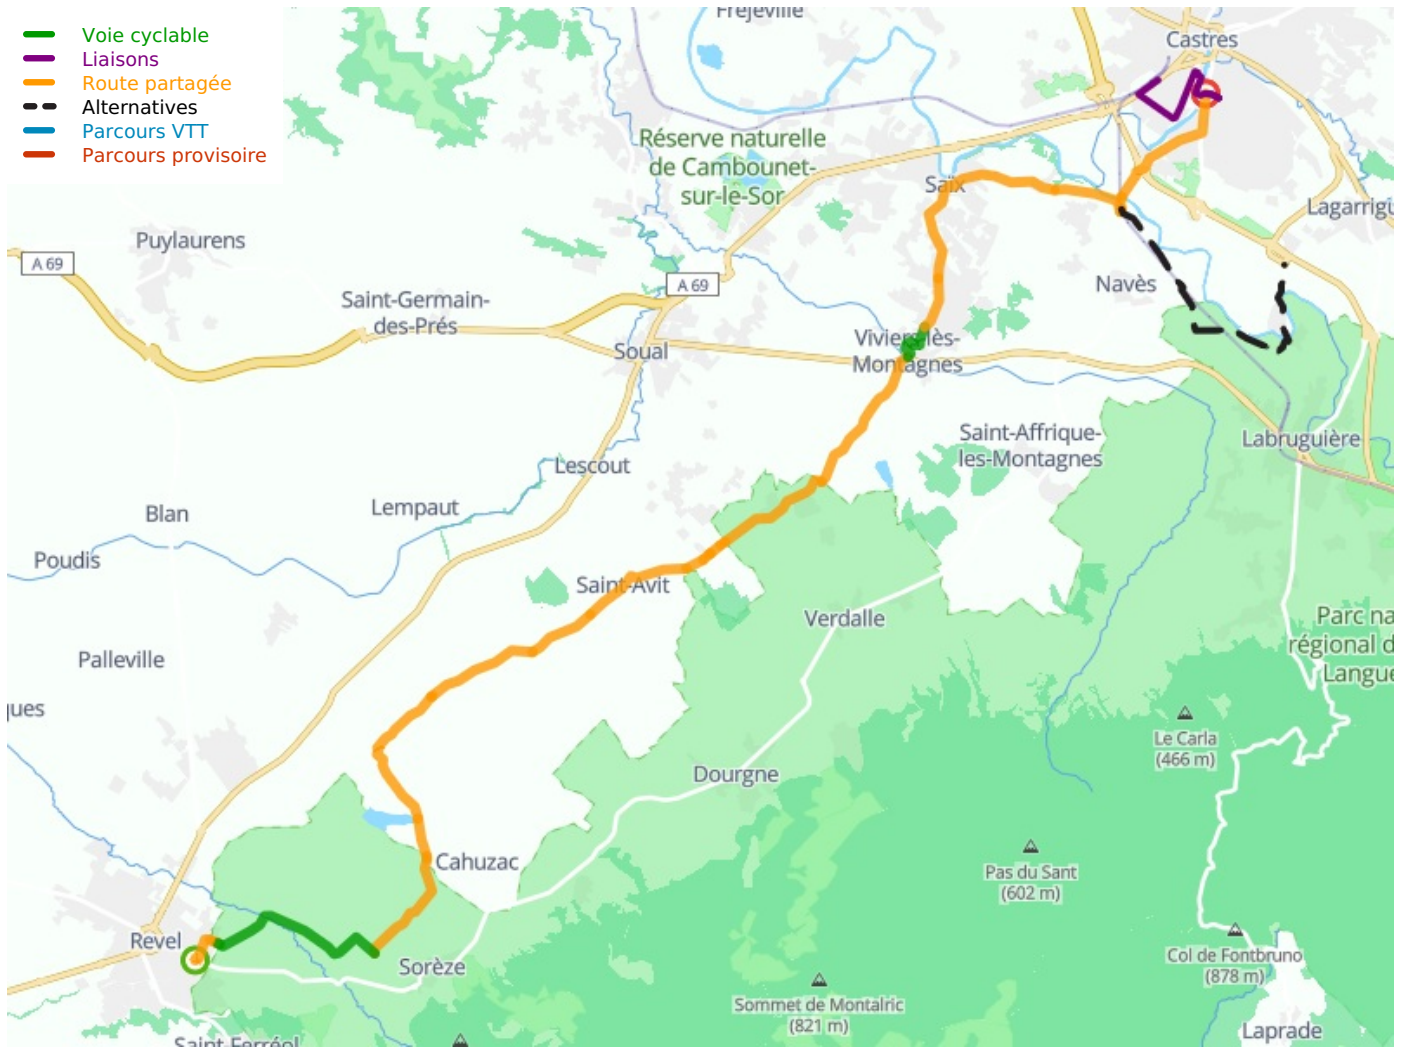 Voie cyclable
Liaisons
Route partagée
Alternatives
Parcours VTT
Parcours provisoire
Fréjeville
Castres
Réserve naturelle
de Cambounet-
sur-le-Sor
Saïx
Lagarrigu
Puylaurens
A 69
A 69
Navès
Saint-Germain-
des-Prés
Soual
Viviers-lès-
Montagnes
Saint-Affrique-
les-Montagnes
Labruguière
Lescout
Lempaut
Blan
Poudis
Saint-Avit
Verdalle
Parc na
régional d
Langue
Palleville
gues
Le Carla
(466 m)
Dourgne
Cahuzac
Pas du Sant
(602 m)
Revel
Sorèze
Col de Fontbruno
(878 m)
Sommet de Montalric
(821 m)
Laprade
Saint-Ferréol